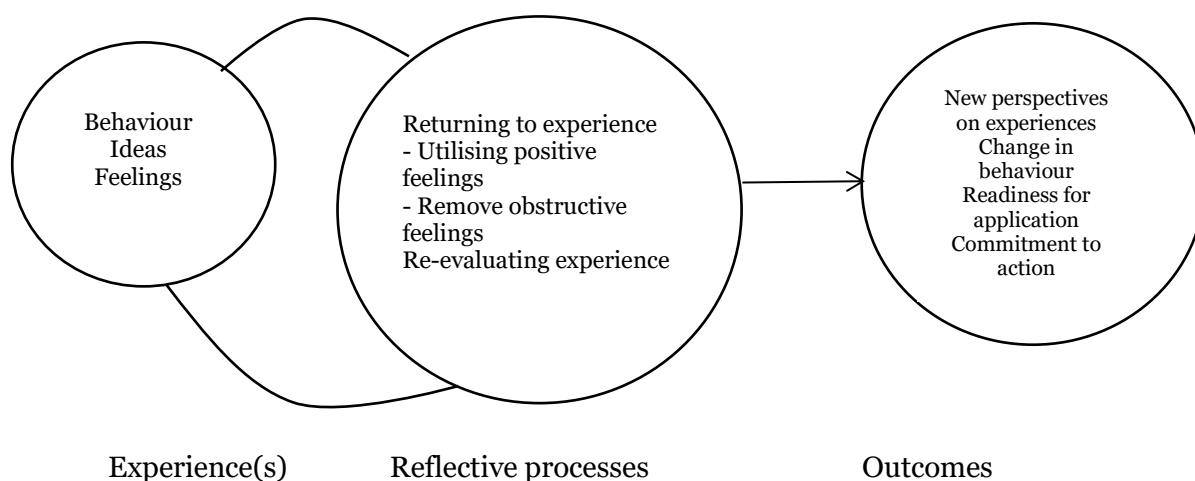 Behaviour
Ideas
Feelings
Returning to experience
- Utilising positive
feelings
- Remove obstructive
feelings
Re-evaluating experience
New perspectives
on experiences
Change in
behaviour
Readiness for
application
Commitment to
action
Experience(s)
Reflective processes
Outcomes